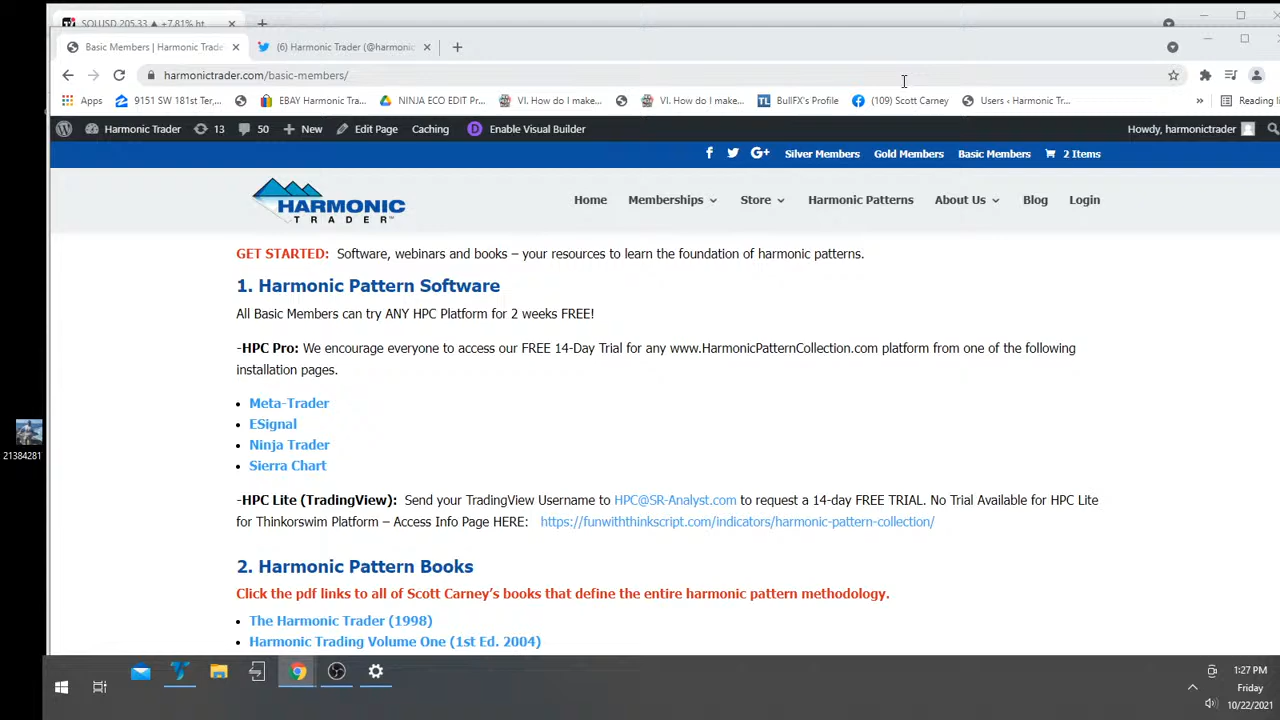 SOLUSD 205.33 ▲ +7.81% ht
Basic Members | Harmonic Trade
(6) Harmonic Trader (@harmonic
harmonictrader.com/basic-members/
Apps
9151 SW 181st Ter,...
EBAY Harmonic Tra...
NINJA ECO EDIT Pr...
VI. How do I make...
VI. How do I make...
BullFX's Profile
(109) Scott Carney
Users ‹ Harmonic Tr...
»
Reading li
Harmonic Trader
13
50
New
Edit Page
Caching
Enable Visual Builder
Howdy, harmonictrader
Silver Members
Gold Members
Basic Members
2 Items
HARMONIC
TRADER™
Home
Memberships
Store
Harmonic Patterns
About Us
Blog
Login
GET STARTED: Software, webinars and books – your resources to learn the foundation of harmonic patterns.
1. Harmonic Pattern Software
All Basic Members can try ANY HPC Platform for 2 weeks FREE!
-HPC Pro: We encourage everyone to access our FREE 14-Day Trial for any www.HarmonicPatternCollection.com platform from one of the following
installation pages.
Meta-Trader
ESignal
Ninja Trader
Sierra Chart
-HPC Lite (TradingView): Send your TradingView Username to HPC@SR-Analyst.com to request a 14-day FREE TRIAL. No Trial Available for HPC Lite
for Thinkorswim Platform – Access Info Page HERE: https://funwiththinkscript.com/indicators/harmonic-pattern-collection/
2. Harmonic Pattern Books
Click the pdf links to all of Scott Carney's books that define the entire harmonic pattern methodology.
The Harmonic Trader (1998)
Harmonic Trading Volume One (1st Ed. 2004)
21384281
1:27 PM
Friday
10/22/2021